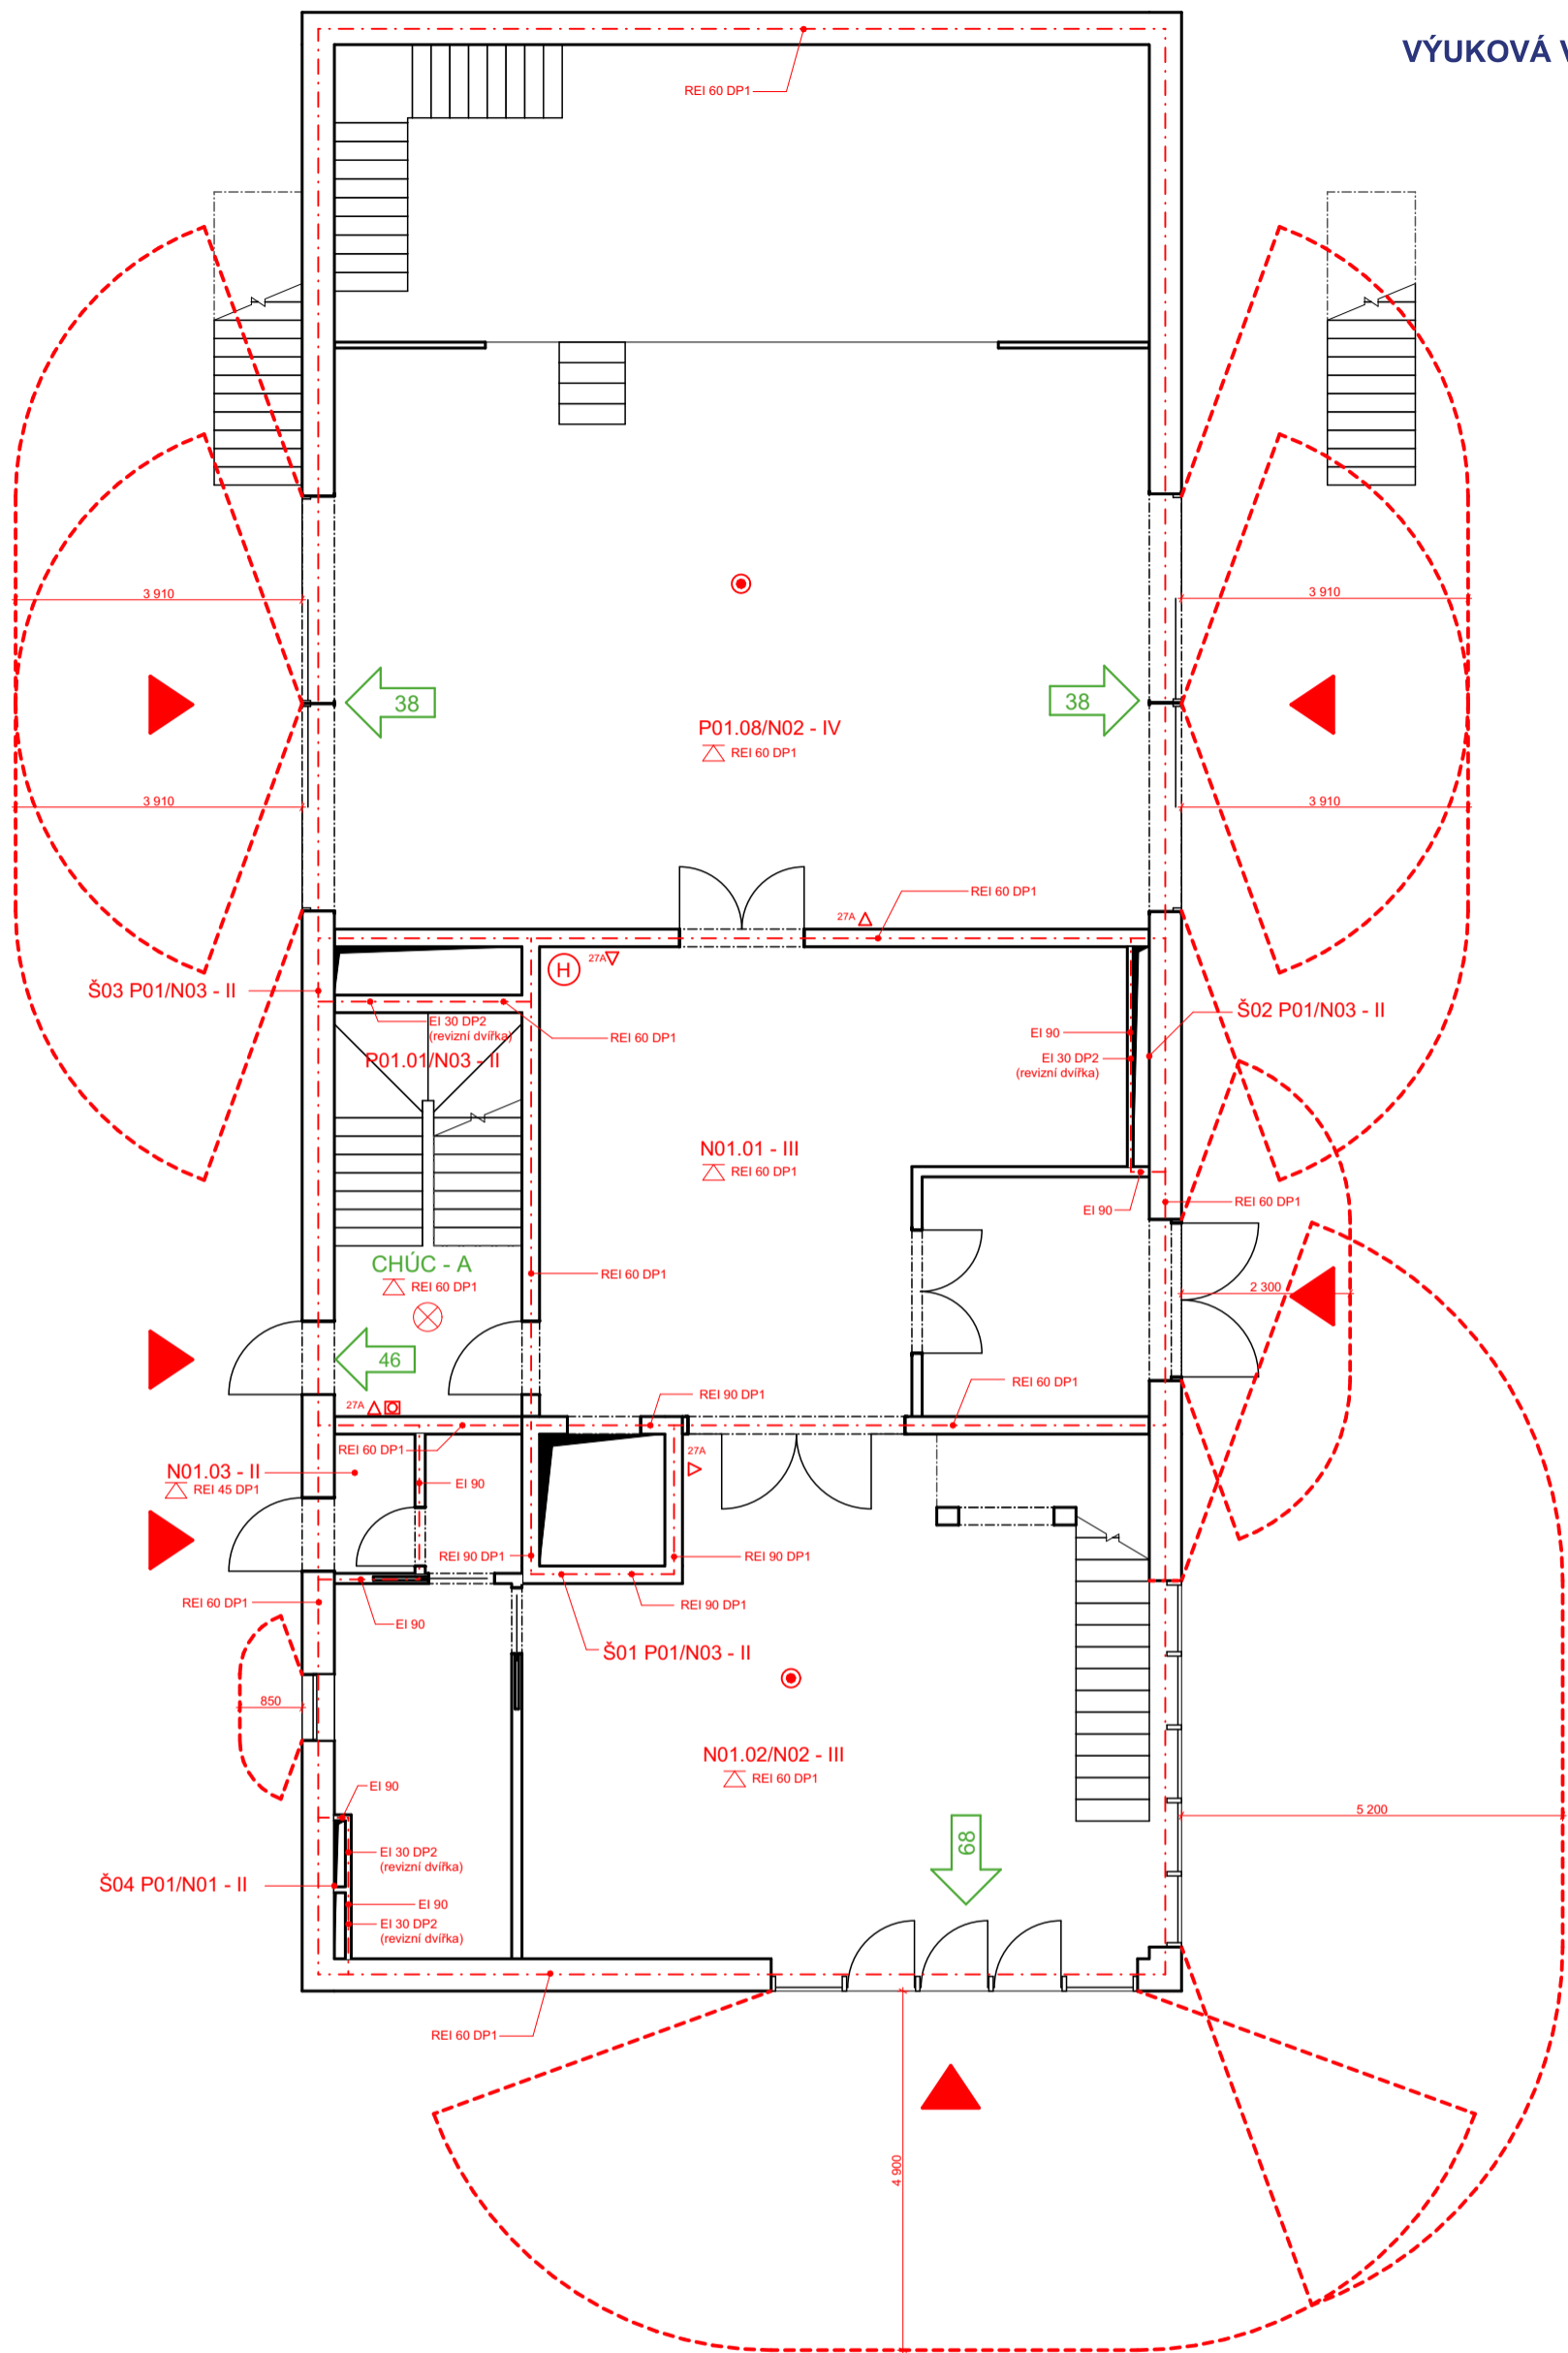 VÝUKOVÁ V
REI 60 DP1
3 910
3 910
38
38
P01.08/N02 - IV
REI 60 DP1
3 910
3 910
REI 60 DP1
27A
H
27A
Š03 P01/N03 - II
EI 30 DP2
(revizní dvířka)
REI 60 DP1
P01.01/N03 - II
Š02 P01/N03 - II
EI 90
EI 30 DP2
(revizní dvířka)
N01.01 - III
REI 60 DP1
EI 90
REI 60 DP1
CHÚC - A
REI 60 DP1
REI 60 DP1
2 300
46
REI 60 DP1
REI 90 DP1
27A
REI 60 DP1
27A
N01.03 - II
REI 45 DP1
EI 90
REI 90 DP1
REI 90 DP1
REI 60 DP1
REI 90 DP1
EI 90
Š01 P01/N03 - II
850
N01.02/N02 - III
REI 60 DP1
EI 90
5 200
68
EI 30 DP2
(revizní dvířka)
Š04 P01/N01 - II
EI 90
EI 30 DP2
(revizní dvířka)
REI 60 DP1
4 900